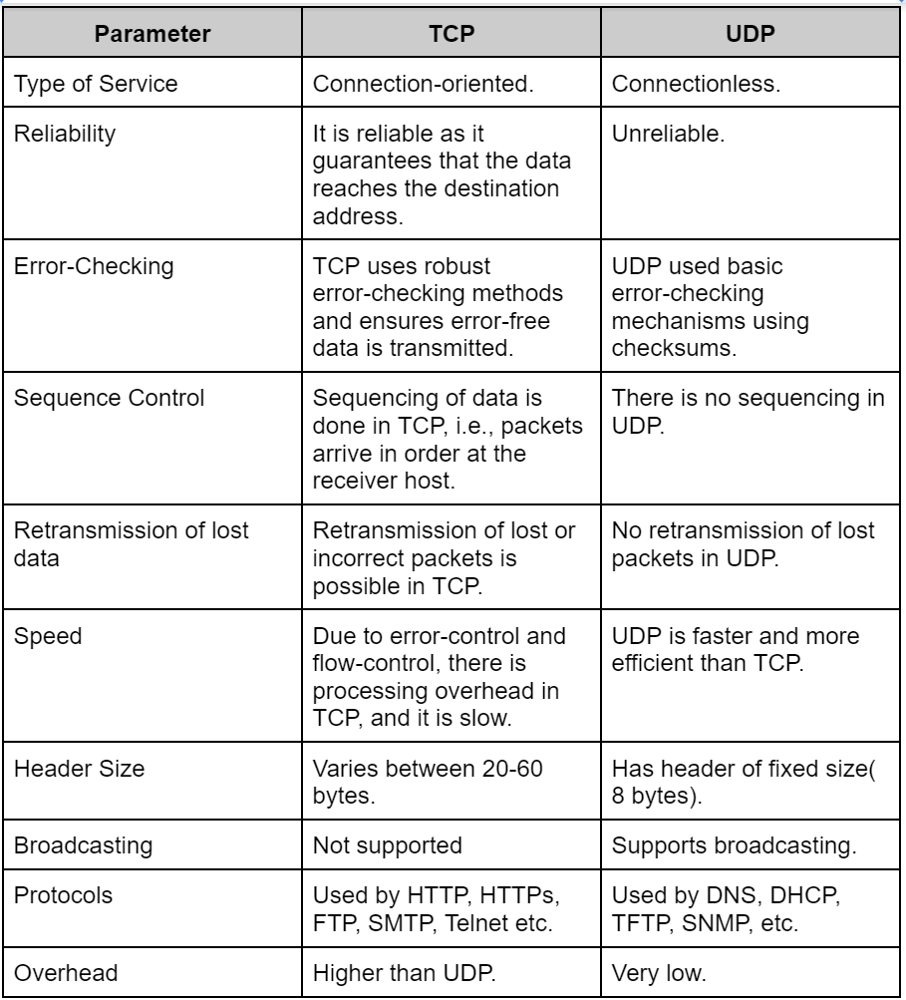 Parameter TCP UDP
Type of Service Connection-oriented. Connectionless.
Reliability It is reliable as it Unreliable.
guarantees that the data
reaches the destination
address.
Error-Checking TCP uses robust UDP used basic
error-checking methods error-checking
and ensures error-free mechanisms using
data is transmitted. checksums.
Sequence Control Sequencing of data is There is no sequencing in
done in TCP, i.e., packets UDP.
arrive in order at the
receiver host.
Retransmission of lost Retransmission of lost or No retransmission of lost
data incorrect packets is packets in UDP.
possible in TCP.
Speed Due to error-control and UDP is faster and more
flow-control, there is efficient than TCP.
processing overhead in
TCP, and it is slow.
Header Size Varies between 20-60 Has header of fixed size(
bytes. 8 bytes).
Broadcasting Not supported Supports broadcasting.
Protocols Used by HTTP, HTTPs, Used by DNS, DHCP,
FTP, SMTP, Telnet etc. TFTP, SNMP, etc.
Overhead Higher than UDP. Very low.